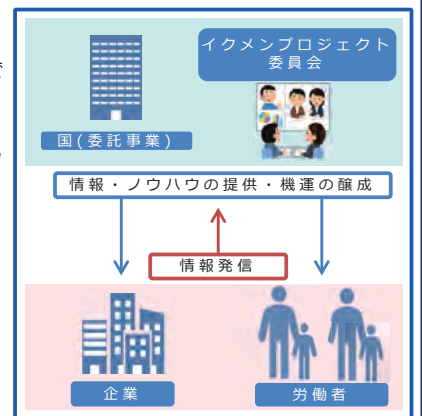 イクメンプロジェクト
委員会
国(委託事業)
情報・ノウハウの提供・機運の醸成
情報発信
企業
労働者